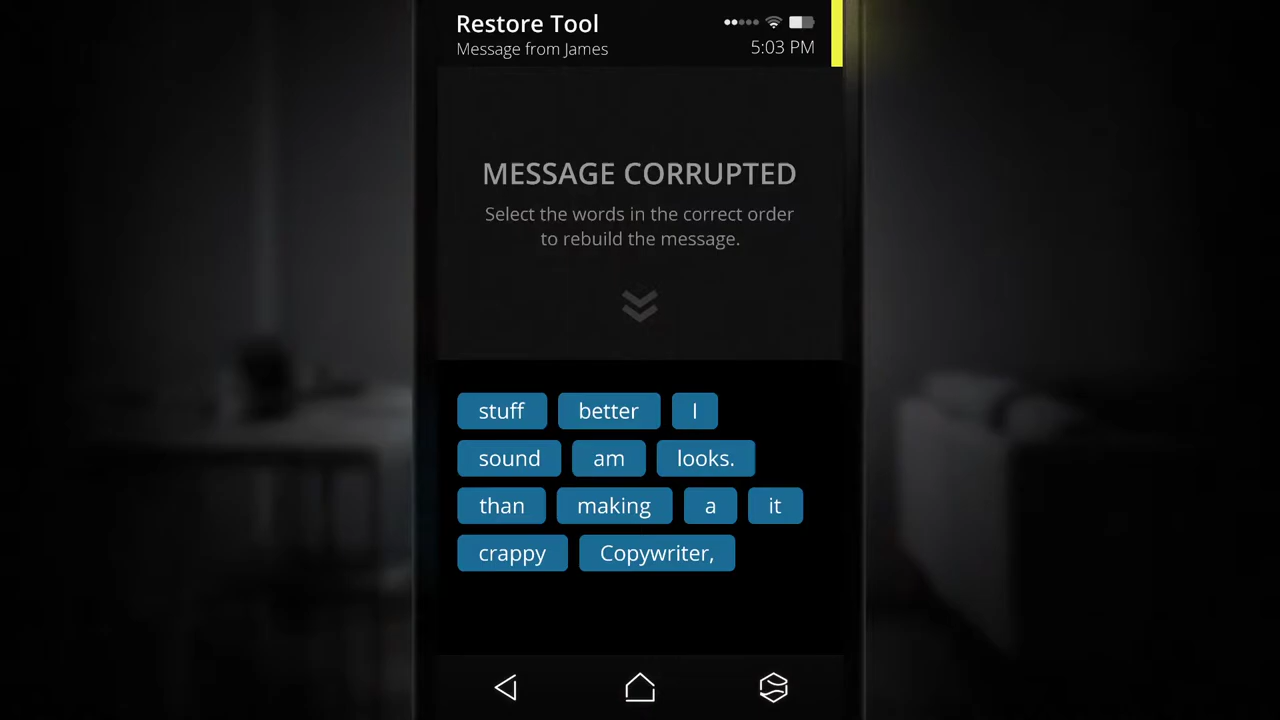 Restore Tool
Message from James
5:03 PM
MESSAGE CORRUPTED
Select the words in the correct order
to rebuild the message.
stuff better I
sound am looks.
than making a it
crappy Copywriter,